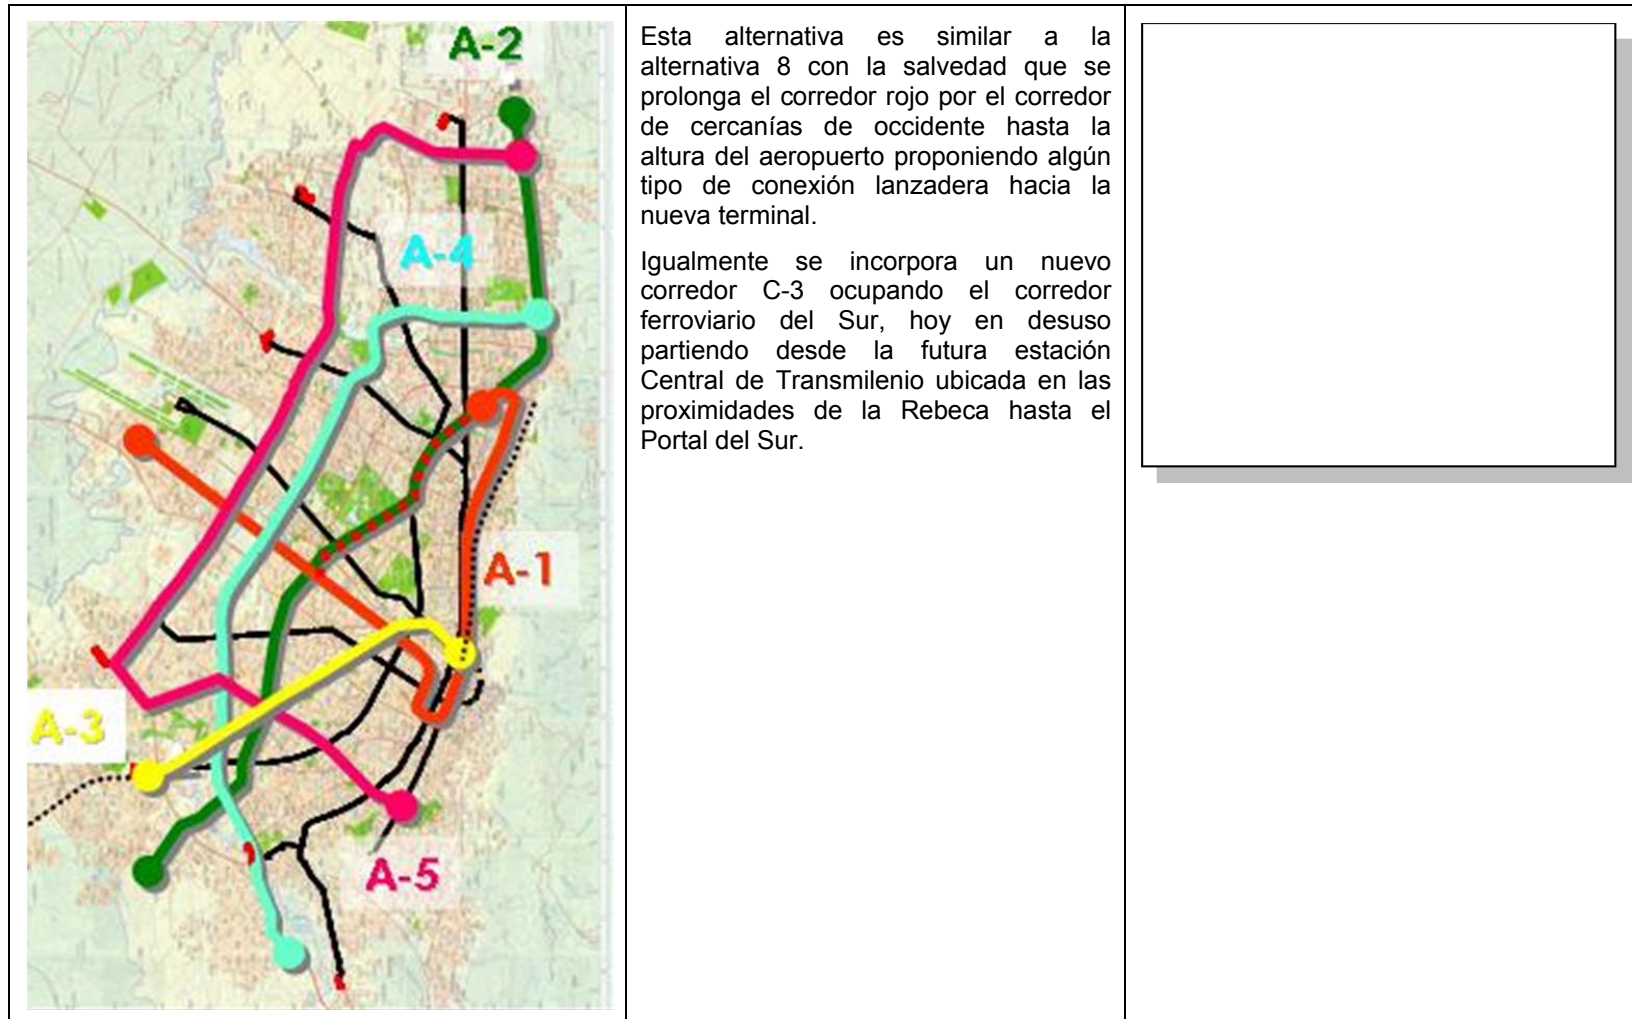 A-2
A-4
A-1
A-3
A-5
Esta alternativa es similar a la
alternativa 8 con la salvedad que se
prolonga el corredor rojo por el corredor
de cercanías de occidente hasta la
altura del aeropuerto proponiendo algún
tipo de conexión lanzadera hacia la
nueva terminal.
Igualmente se incorpora un nuevo
corredor C-3 ocupando el corredor
ferroviario del Sur, hoy en desuso
partiendo desde la futura estación
Central de Transmilenio ubicada en las
proximidades de la Rebeca hasta el
Portal del Sur.